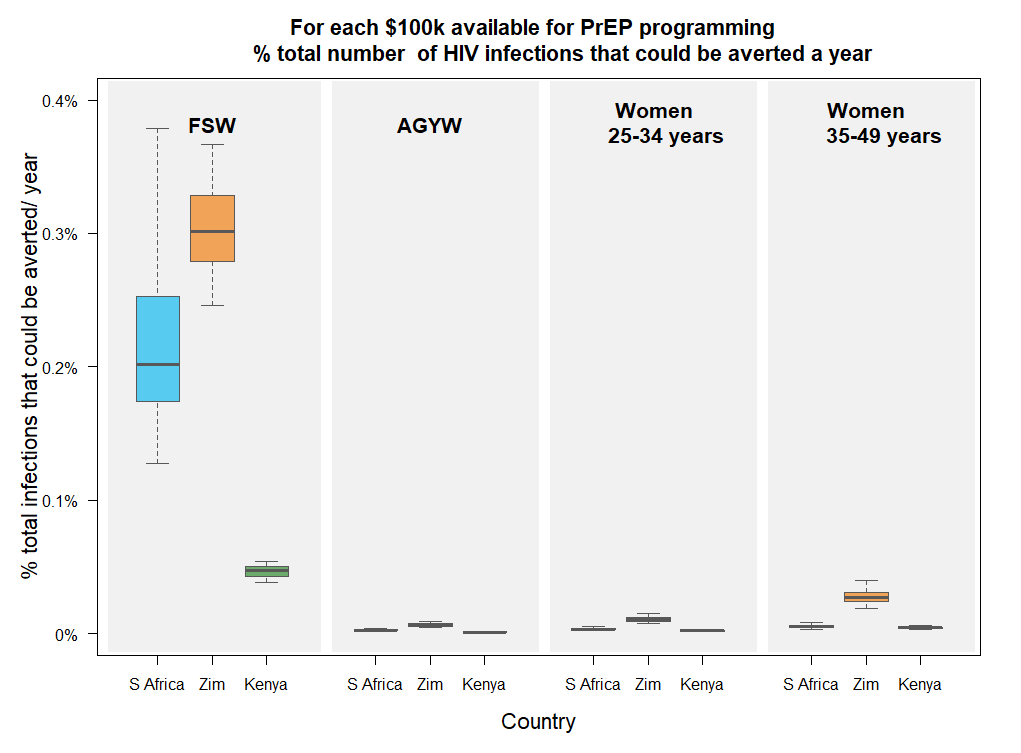 For each $100k available for PrEP programming
% total number  of HIV infections that could be averted a year
% total infections that could be averted/ year
0.4%
0.3%
0.2%
0.1%
0%
FSW
AGYW
Women
25-34 years
Women
35-49 years
S Africa Zim Kenya
S Africa Zim Kenya
S Africa Zim Kenya
S Africa Zim Kenya
Country